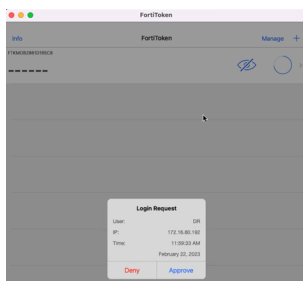 FortiToken
Info FortiToken Manage +
------
Login Request
User: DR
IP: 172.16.80.192
Time: 11:59:33 AM
February 22, 2023
Deny Approve